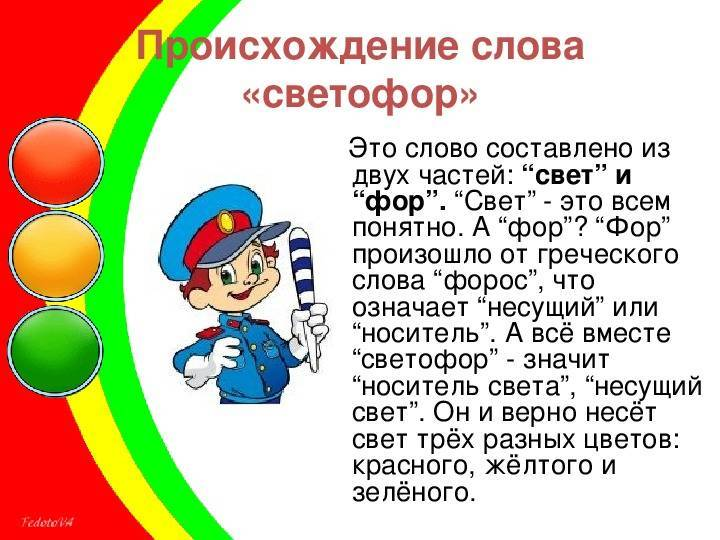 Происхождение слова
«светофор»
Это слово составлено из
двух частей: “свет” и
“фор”. “Свет” - это всем
понятно. А “фор”? “Фор”
произошло от греческого
слова “форос”, что
означает “несущий” или
“носитель”. А всё вместе
“светофор” - значит
“носитель света”, “несущий
свет”. Он и верно несёт
свет трёх разных цветов:
красного, жёлтого и
зелёного.
FedotoVA